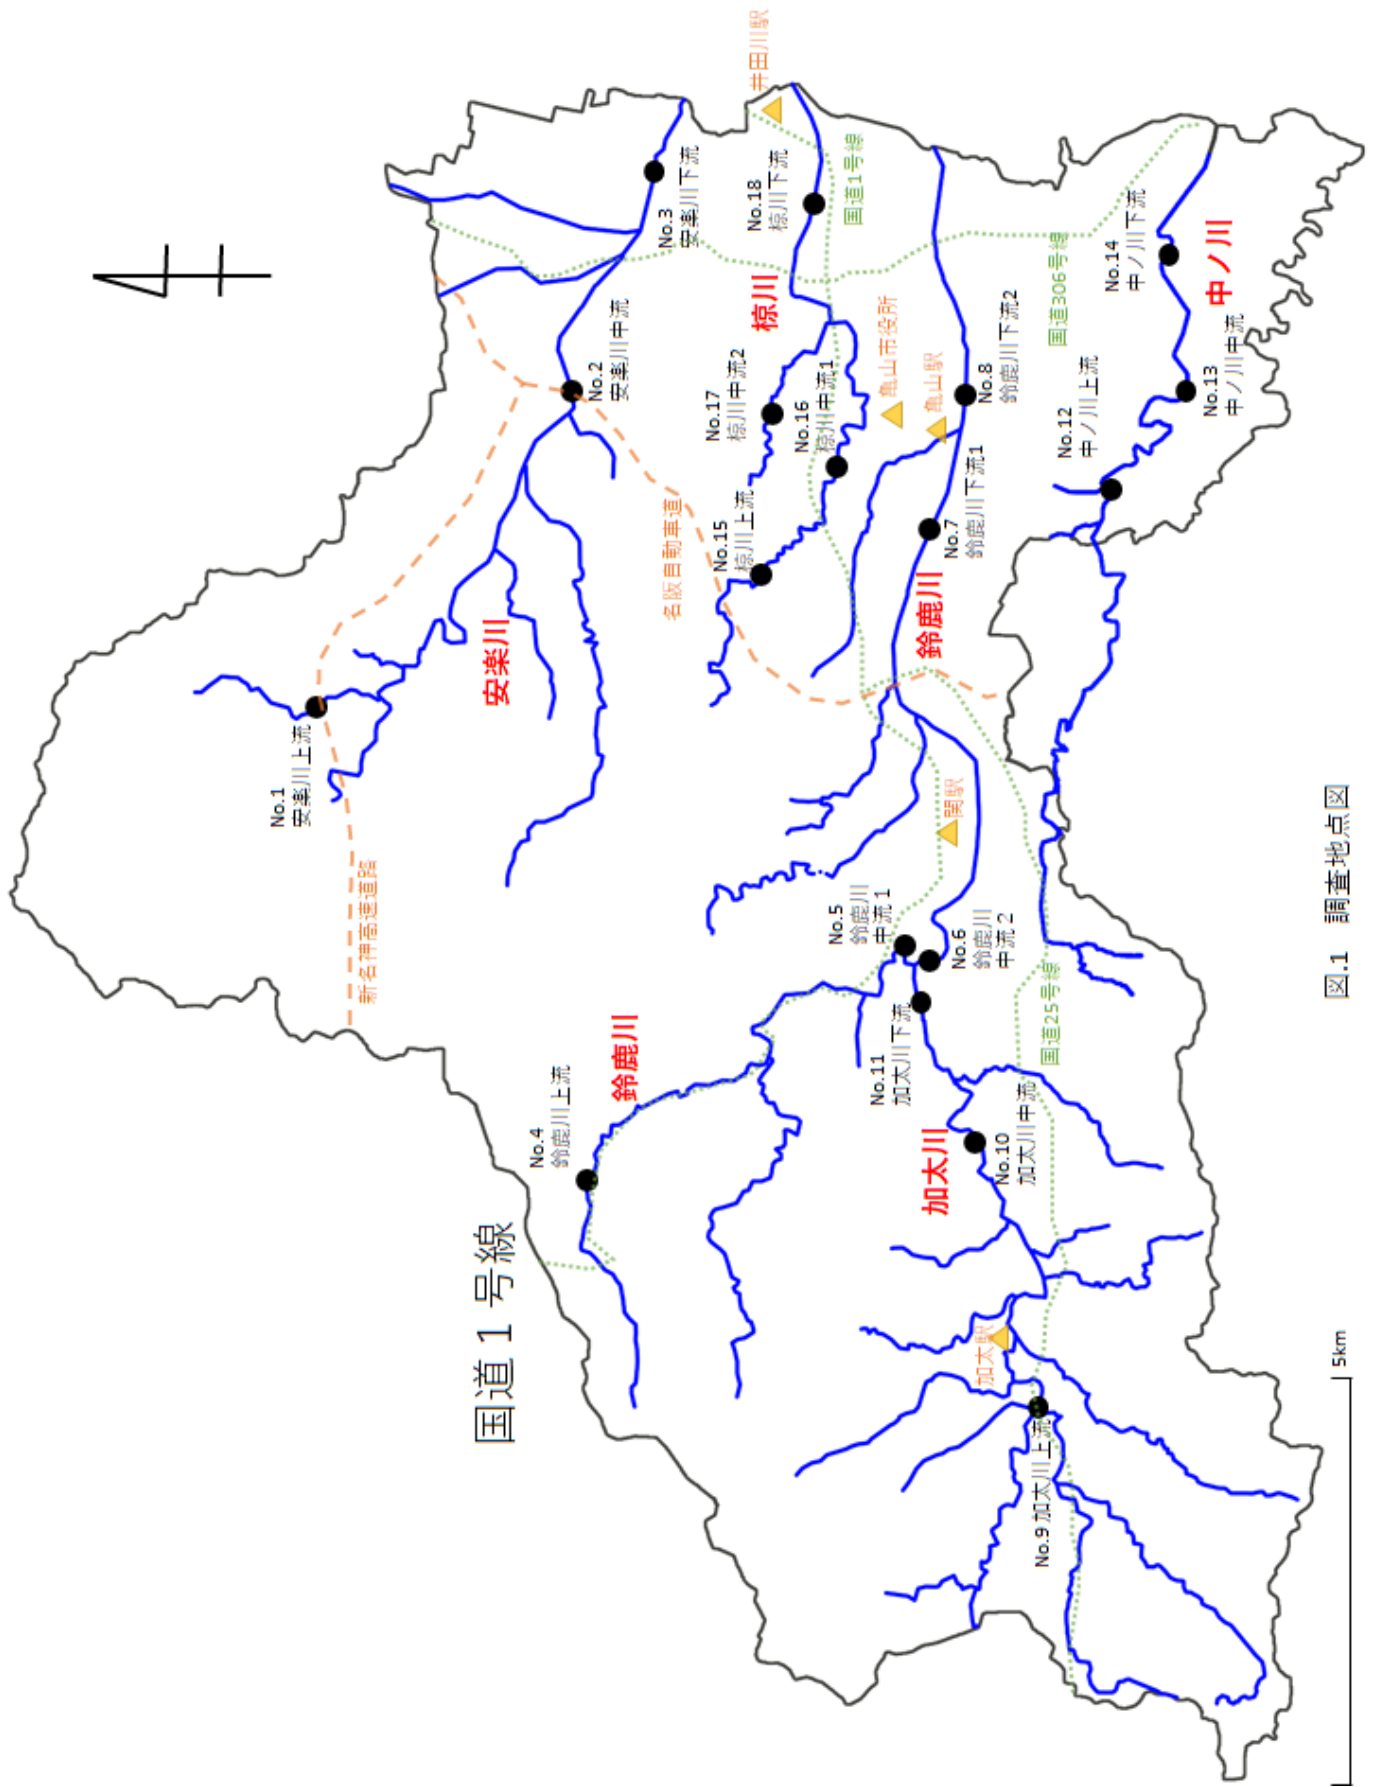 No.1
安楽川上流
新名神高速道路
安楽川
No.2
安楽川中流
No.3
安楽川下流
井田川駅
国道1号線
No.4
鈴鹿川上流
鈴鹿川
名阪自動車道
No.15
椋川上流
No.17
椋川中流2
No.16
椋川中流1
椋川
No.18
椋川下流
国道1号線
亀山市役所
亀山駅
No.5
鈴鹿川
中流1
No.6
鈴鹿川
中流2
関駅
鈴鹿川
No.7
鈴鹿川下流1
No.8
鈴鹿川下流2
No.11
加太川下流
加太川
No.10
加太川中流
加太駅
No.9加太川上流
国道25号線
国道306号線
No.12
中ノ川上流
No.13
中ノ川中流
No.14
中ノ川下流
中ノ川
5km
図.1 調査地点図